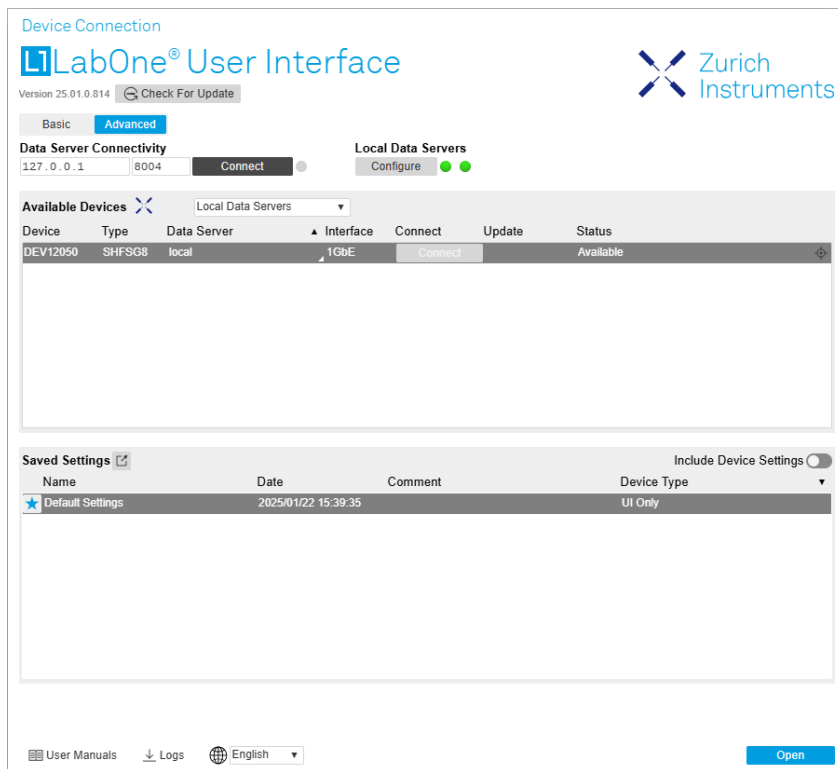 Device Connection
LabOne® User Interface
Zurich
Instruments
Version 25.01.0.814 Check For Update
Basic Advanced
Data Server Connectivity Local Data Servers
127.0.0.1 8004 Connect Configure
Available Devices Local Data Servers ▼
Device Type Data Server ▲ Interface Connect Update Status
DEV12050 SHFSG8 local 1GbE Connect Available
Saved Settings Include Device Settings
Name Date Comment Device Type ▼
Default Settings 2025/01/22 15:39:35 UI Only
User Manuals Logs English ▼ Open